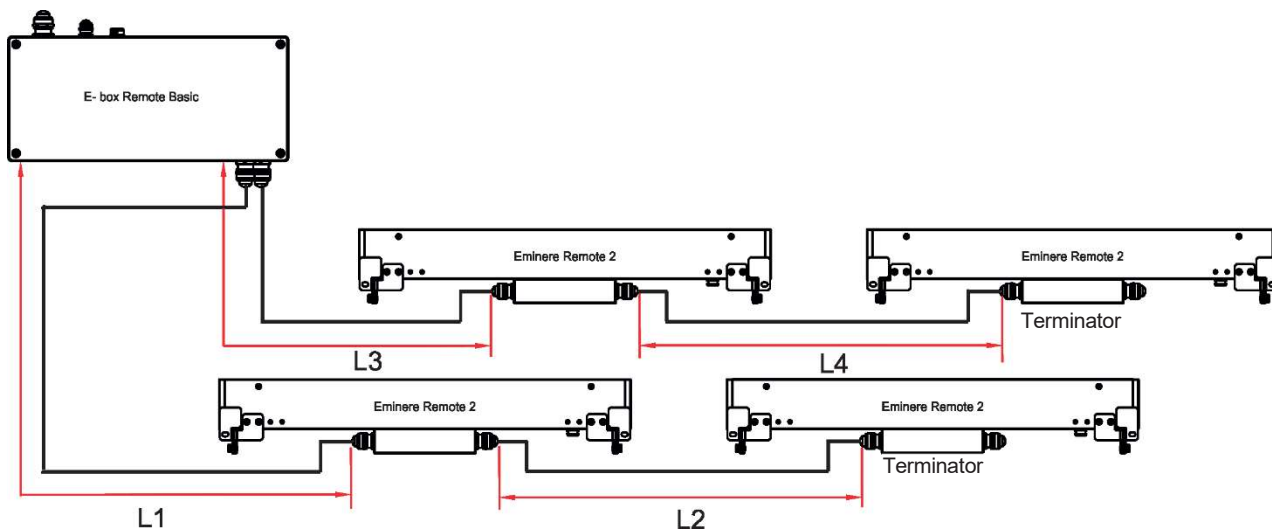 E- box Remote Basic
Eminere Remote 2
Eminere Remote 2
Terminator
L3
L4
Eminere Remote 2
Eminere Remote 2
Terminator
L1
L2